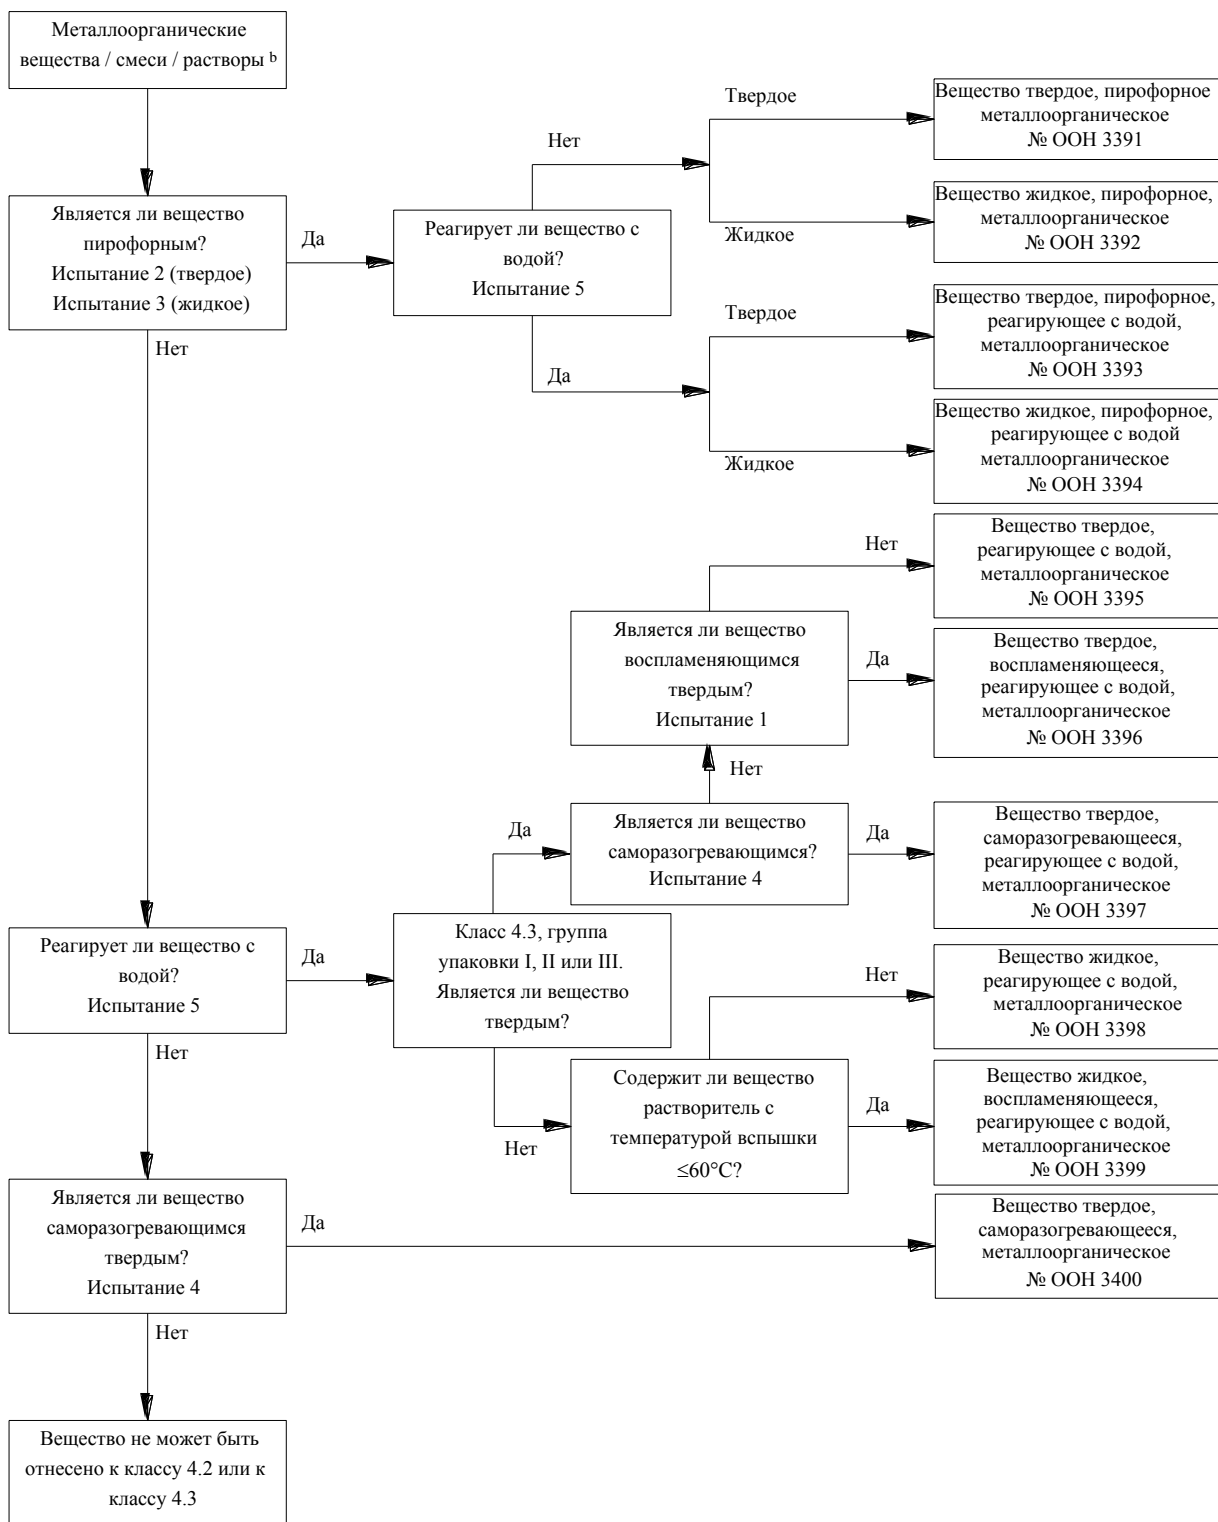 Металлоорганические
вещества / смеси / растворы b
Твердое
Вещество твердое, пирофорное
металлоорганическое
№ ООН 3391
Нет
Является ли вещество
пирофорным?
Испытание 2 (твердое)
Испытание 3 (жидкое)
Да
Реагирует ли вещество с
водой?
Испытание 5
Жидкое
Вещество жидкое, пирофорное,
металлоорганическое
№ ООН 3392
Твердое
Вещество твердое, пирофорное,
реагирующее с водой,
металлоорганическое
№ ООН 3393
Нет
Да
Жидкое
Вещество жидкое, пирофорное,
реагирующее с водой
металлоорганическое
№ ООН 3394
Нет
Вещество твердое,
реагирующее с водой,
металлоорганическое
№ ООН 3395
Является ли вещество
воспламеняющимся
твердым?
Испытание 1
Да
Вещество твердое,
воспламеняющееся,
реагирующее с водой,
металлоорганическое
№ ООН 3396
Нет
Да
Является ли вещество
саморазогревающимся?
Испытание 4
Да
Вещество твердое,
саморазогревающееся,
реагирующее с водой,
металлоорганическое
№ ООН 3397
Реагирует ли вещество с
водой?
Испытание 5
Да
Класс 4.3, группа
упаковки I, II или III.
Является ли вещество
твердым?
Нет
Вещество жидкое,
реагирующее с водой,
металлоорганическое
№ ООН 3398
Нет
Нет
Содержит ли вещество
растворитель с
температурой вспышки
≤60°C?
Да
Вещество жидкое,
воспламеняющееся,
реагирующее с водой,
металлоорганическое
№ ООН 3399
Является ли вещество
саморазогревающимся
твердым?
Испытание 4
Да
Вещество твердое,
саморазогревающееся,
металлоорганическое
№ ООН 3400
Нет
Вещество не может быть
отнесено к классу 4.2 или к
классу 4.3